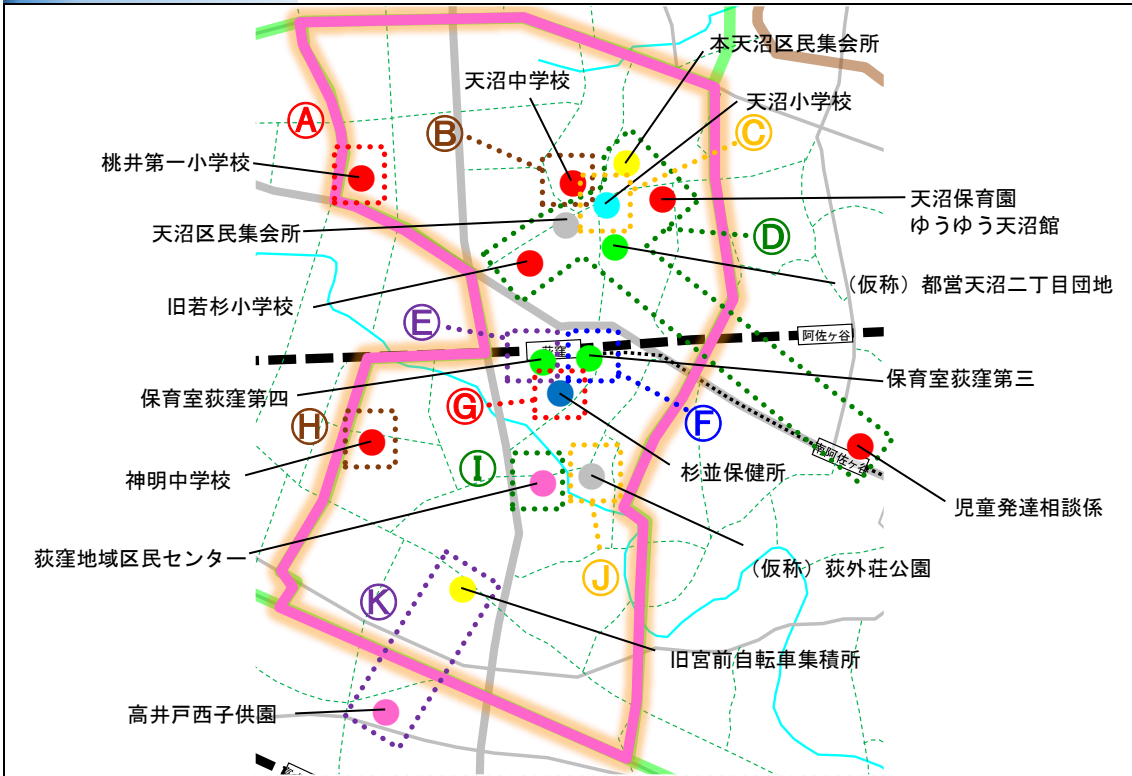 本天沼区民集会所
天沼中学校
天沼小学校
Ⓐ
Ⓑ
Ⓒ
桃井第一小学校
天沼保育園
ゆうゆう天沼館
天沼区民集会所
Ⓓ
(仮称)都営天沼二丁目団地
旧若杉小学校
Ⓔ
阿佐ヶ谷
荻窪
保育室荻窪第三
保育室荻窪第四
Ⓖ
Ⓕ
Ⓗ
南阿佐ヶ谷
神明中学校
Ⓘ
杉並保健所
児童発達相談係
荻窪地域区民センター
(仮称)荻外荘公園
Ⓙ
Ⓚ
旧宮前自転車集積所
高井戸西子供園